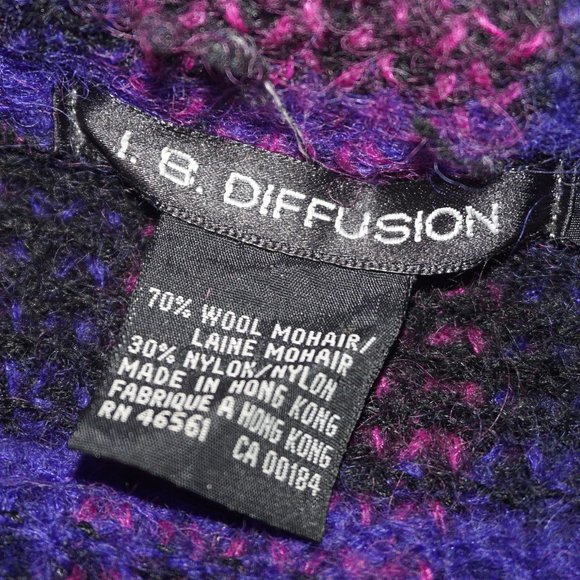 I. B. DIFFUSION
70% WOOL MOHAIR/
LAINE MOHAIR
30% NYLOK/NYLON
MADE IN HONG KONG
FABRIQUE A HONG KONG
RN 46561
CA 00184